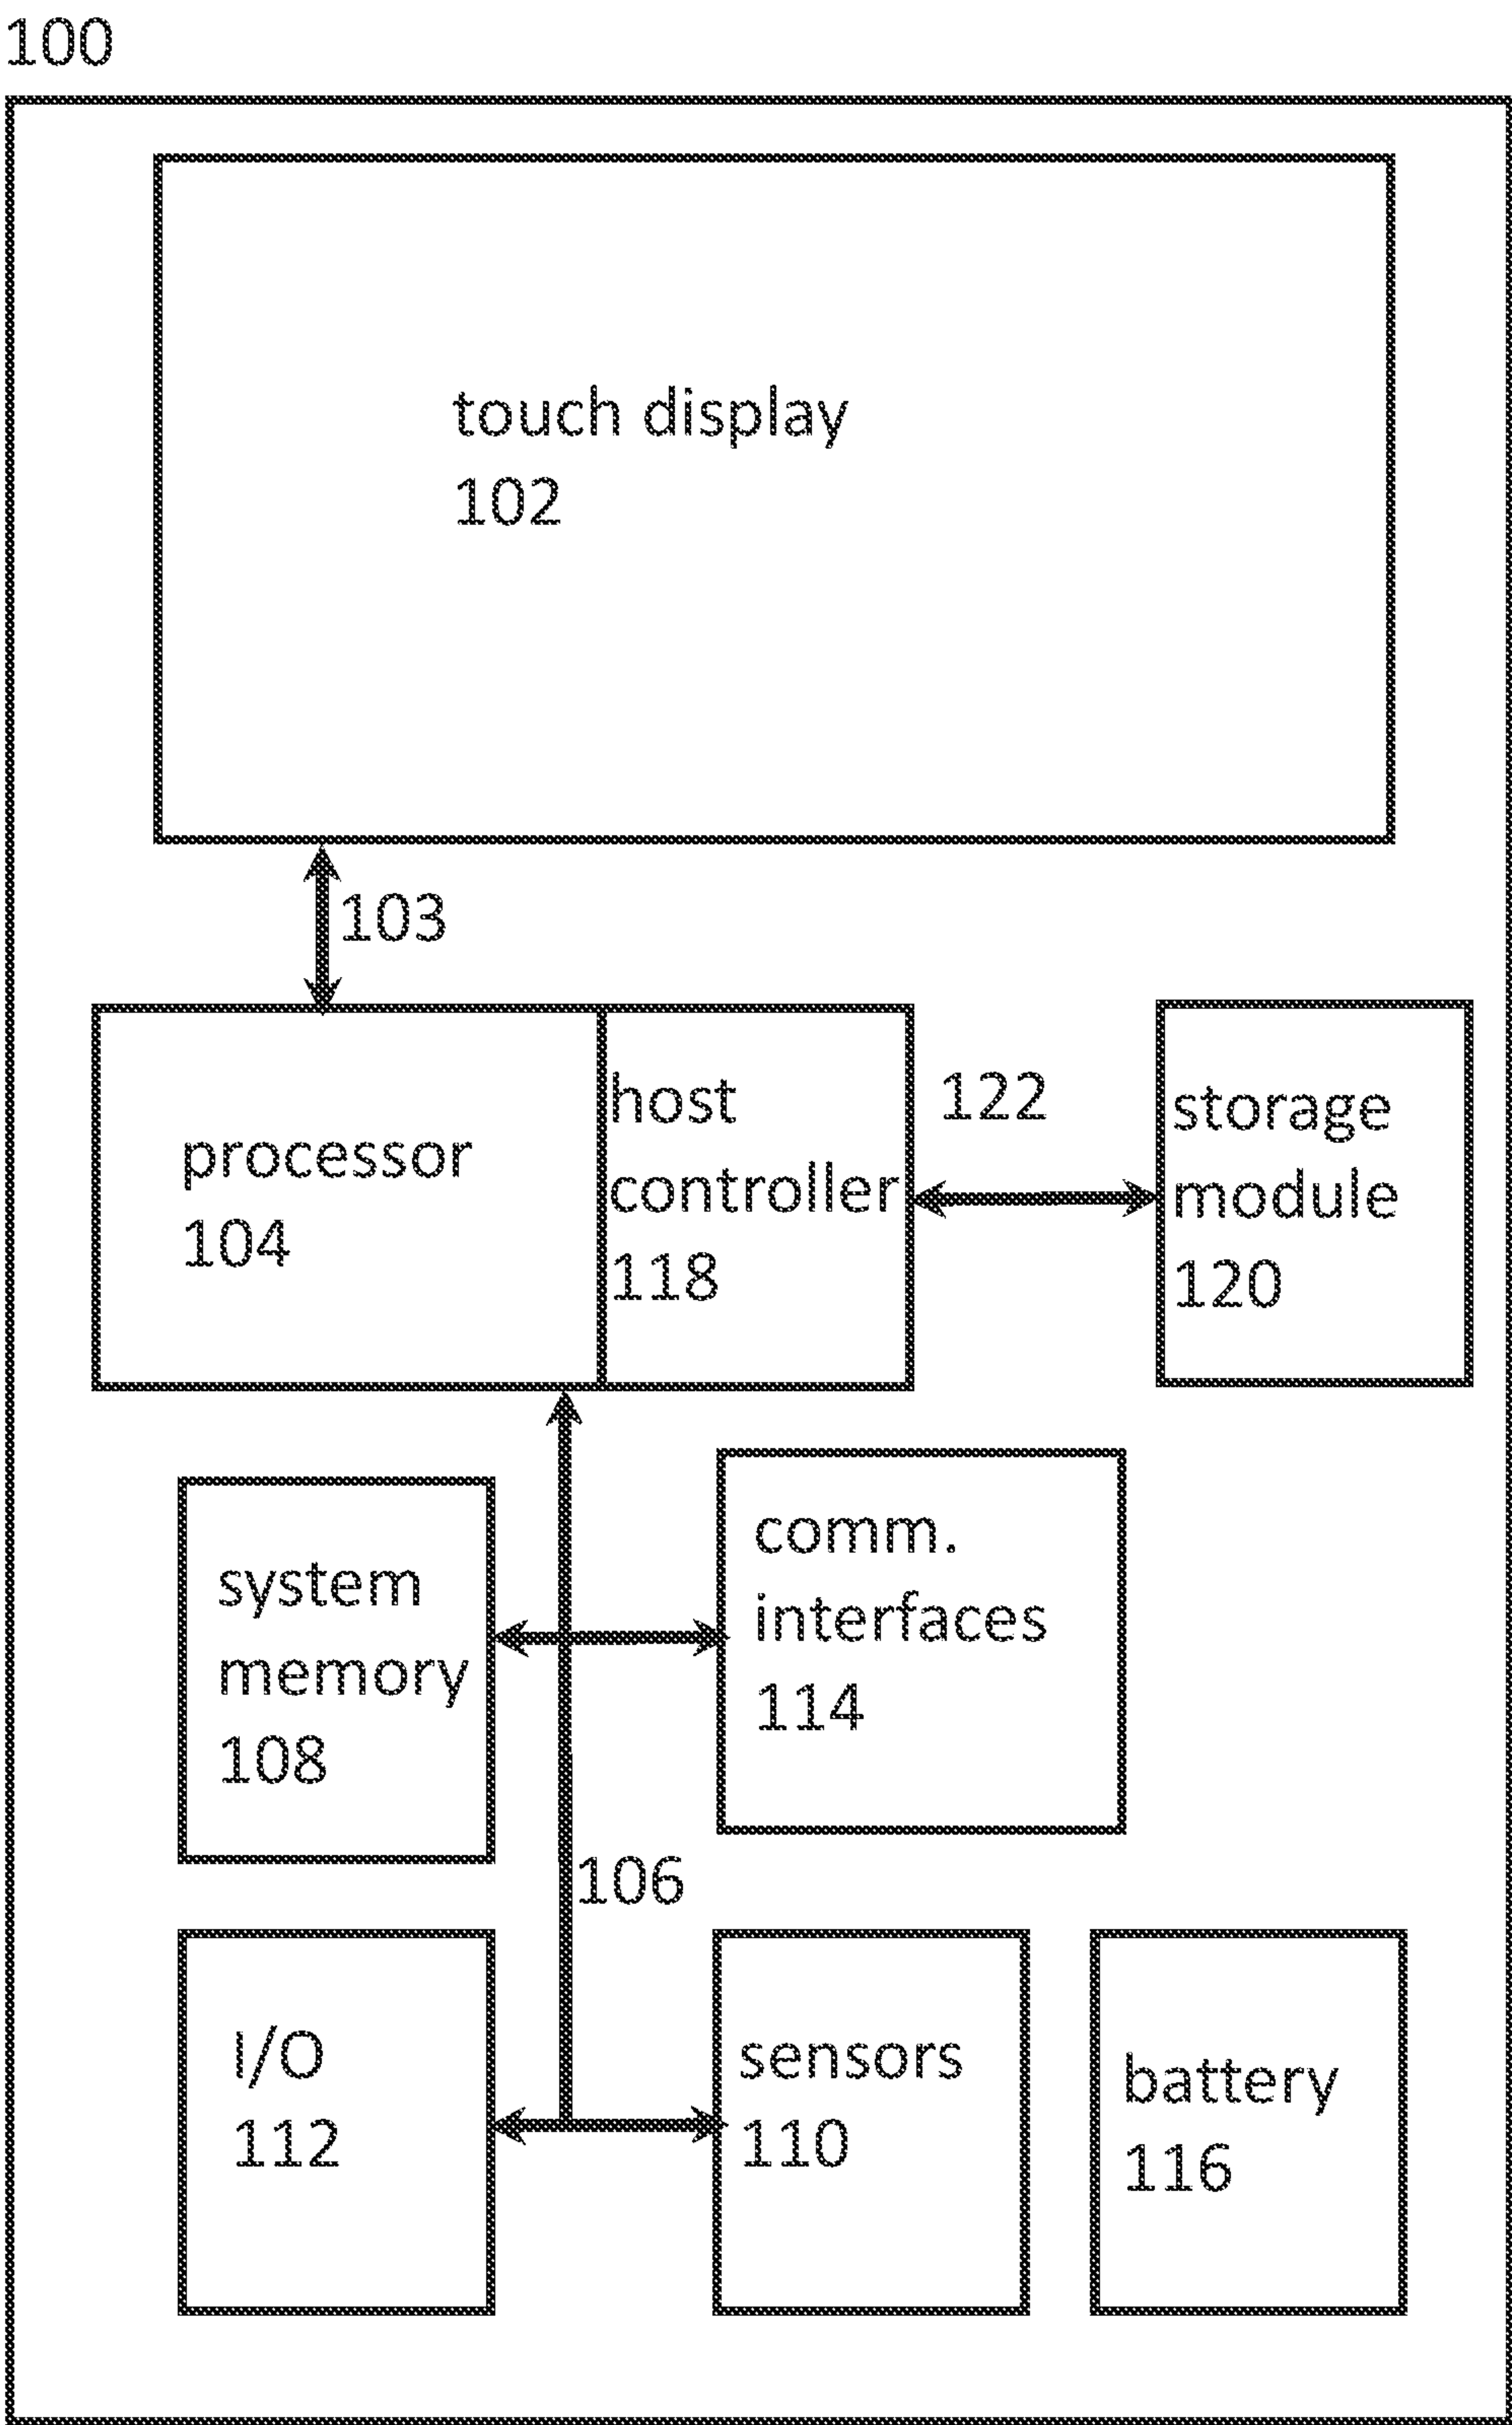 100
touch display
102
103
processor
104
host
controller
118
122
storage
module
120
system
memory
108
comm.
interfaces
114
106
I/O
112
sensors
110
battery
116